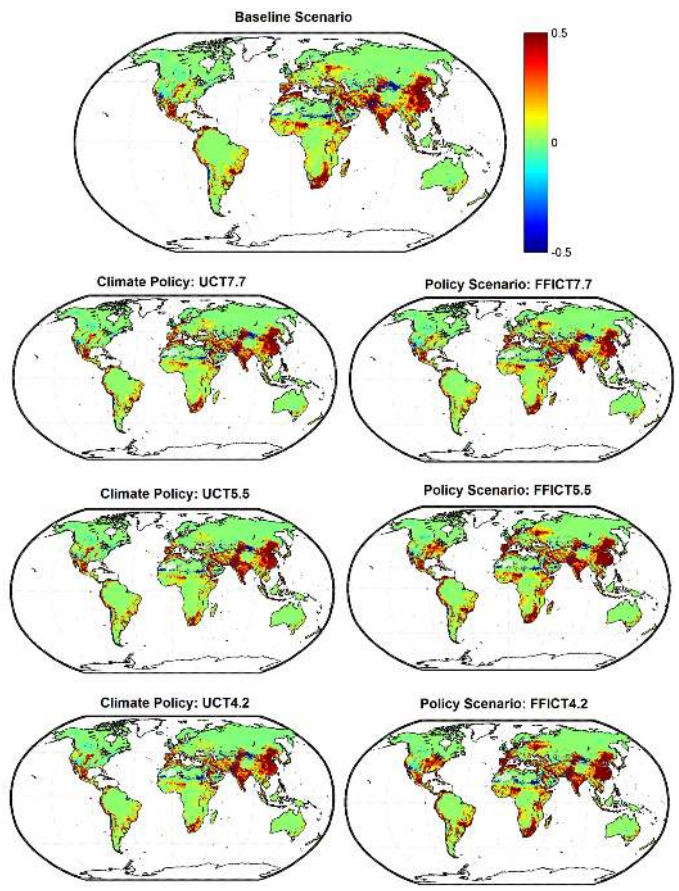 Baseline Scenario
0.5
0
-0.5
Climate Policy: UCT7.7
Policy Scenario: FFICT7.7
Climate Policy: UCT5.5
Policy Scenario: FFICT5.5
Climate Policy: UCT4.2
Policy Scenario: FFICT4.2